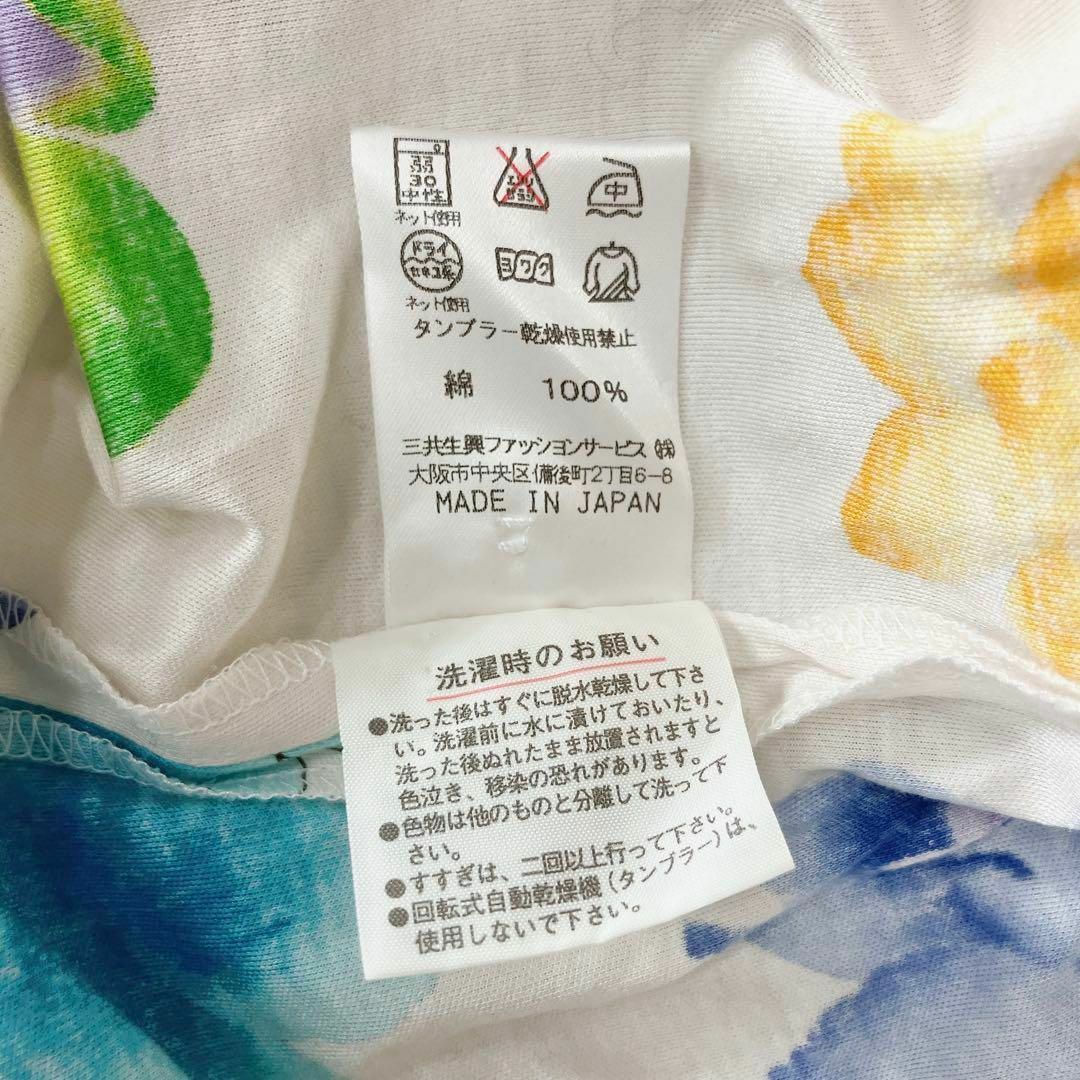 弱
30
中性
ネット使用
エンソ
サラシ
中
ドライ
セキユ系
ネット使用
ヨワク
タンブラー乾燥使用禁止
綿 100%
三共生興ファッションサービス㈱
大阪市中央区備後町2丁目6-8
MADE IN JAPAN
洗濯時のお願い
●洗った後はすぐに脱水乾燥して下さ
い。洗濯前に水に漬けておいたり、
洗った後ぬれたまま放置されますと
色泣き、移染の恐れがあります。
●色物は他のものと分離して洗って下
さい。
●すすぎは、二回以上行って下さい。
●回転式自動乾燥機(タンブラー)は、
使用しないで下さい。